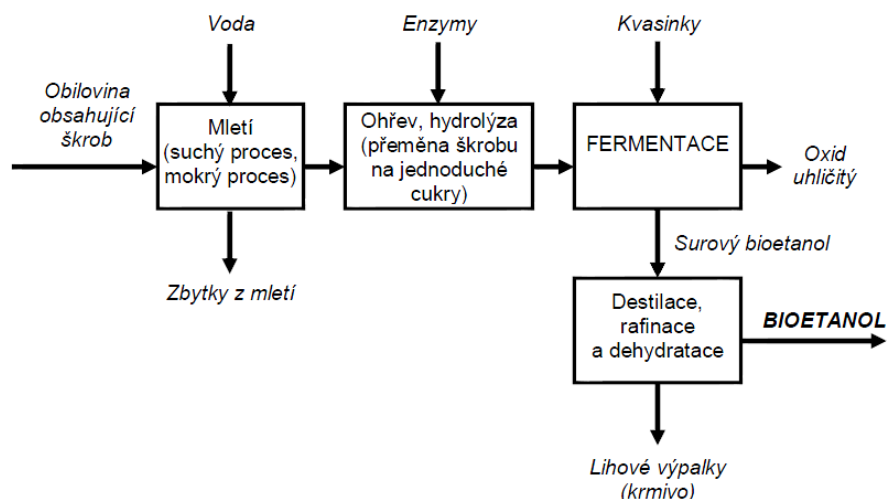 Voda
Enzymy
Kvasinky
Obilovina
obsahující
škrob
Mletí
(suchý proces,
mokrý proces)
Ohřev, hydrolýza
(přeměna škrobu
na jednoduché
cukry)
FERMENTACE
Oxid
uhličitý
Zbytky z mletí
Surový bioetanol
Destilace,
rafinace
a dehydratace
BIOETANOL
Lihové výpalky
(krmivo)